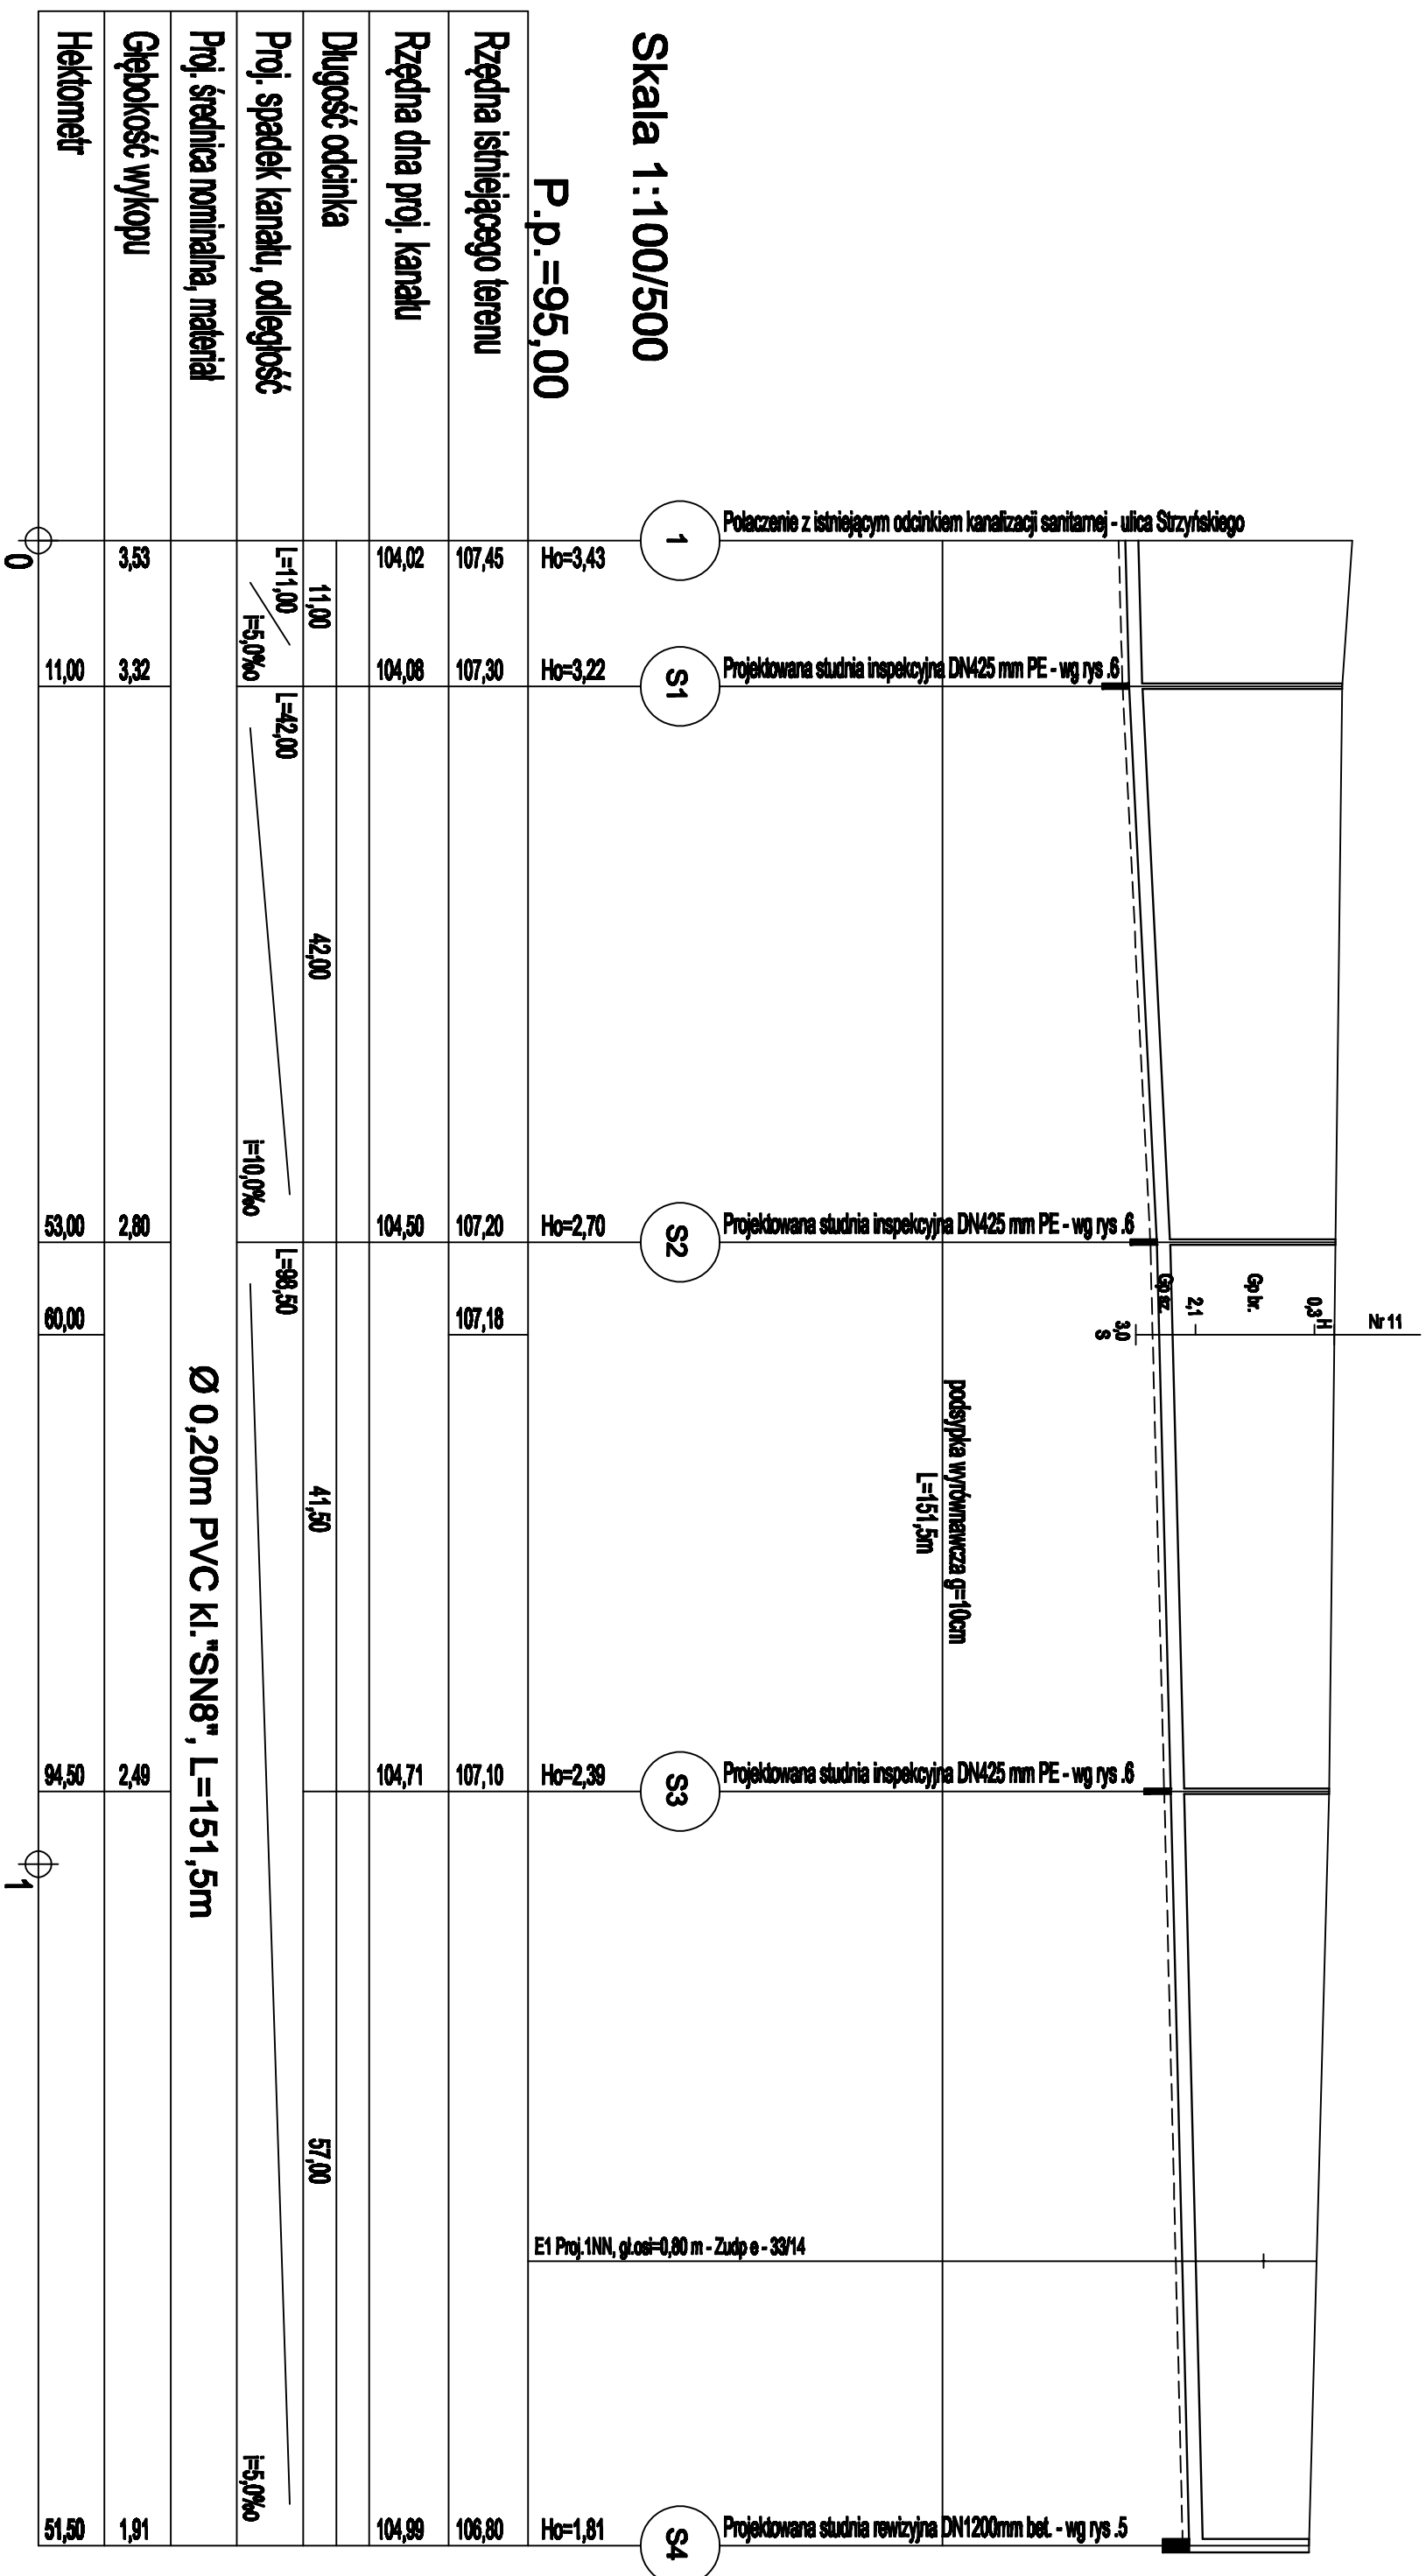 Skala 1:100/500
P.p.=95,00
Połaczenie z istniejącym odcinkiem kanalizacji sanitarnej - ulica Strzyńskiego
Projektowana studnia inspekcyjna DN425 mm PE - wg rys .6
Projektowana studnia inspekcyjna DN425 mm PE - wg rys .6
Projektowana studnia inspekcyjna DN425 mm PE - wg rys .6
Projektowana studnia rewizyjna DN1200mm bet. - wg rys .5
Nr 11
H
0,3
Gp br.
2,1
Gp sz.
3,0
S
podsypka wyrównawcza g=10cm
L=151,5m
E1 Proj.1NN, gł.osi=0,80 m - Zudp e - 33/14
1 S1 S2 S3 S4
Ho=3,43 Ho=3,22 Ho=2,70 Ho=2,39 Ho=1,81
Rzędna istniejącego terenu 107,45 107,30 107,20 107,18 107,10 106,80
Rzędna dna proj. kanału 104,02 104,08 104,50 104,71 104,99
Długość odcinka 11,00 42,00 41,50 57,00
Proj. spadek kanału, odległość L=11,00 i=5,0%o L=42,00 i=10,0%o L=98,50 i=5,0%o
Proj. średnica nominalna, materiał Ø 0,20m PVC kl."SN8", L=151,5m
Głębokość wykopu 3,53 3,32 2,80 2,49 1,91
Hektometr 11,00 53,00 60,00 94,50 51,50
0 1